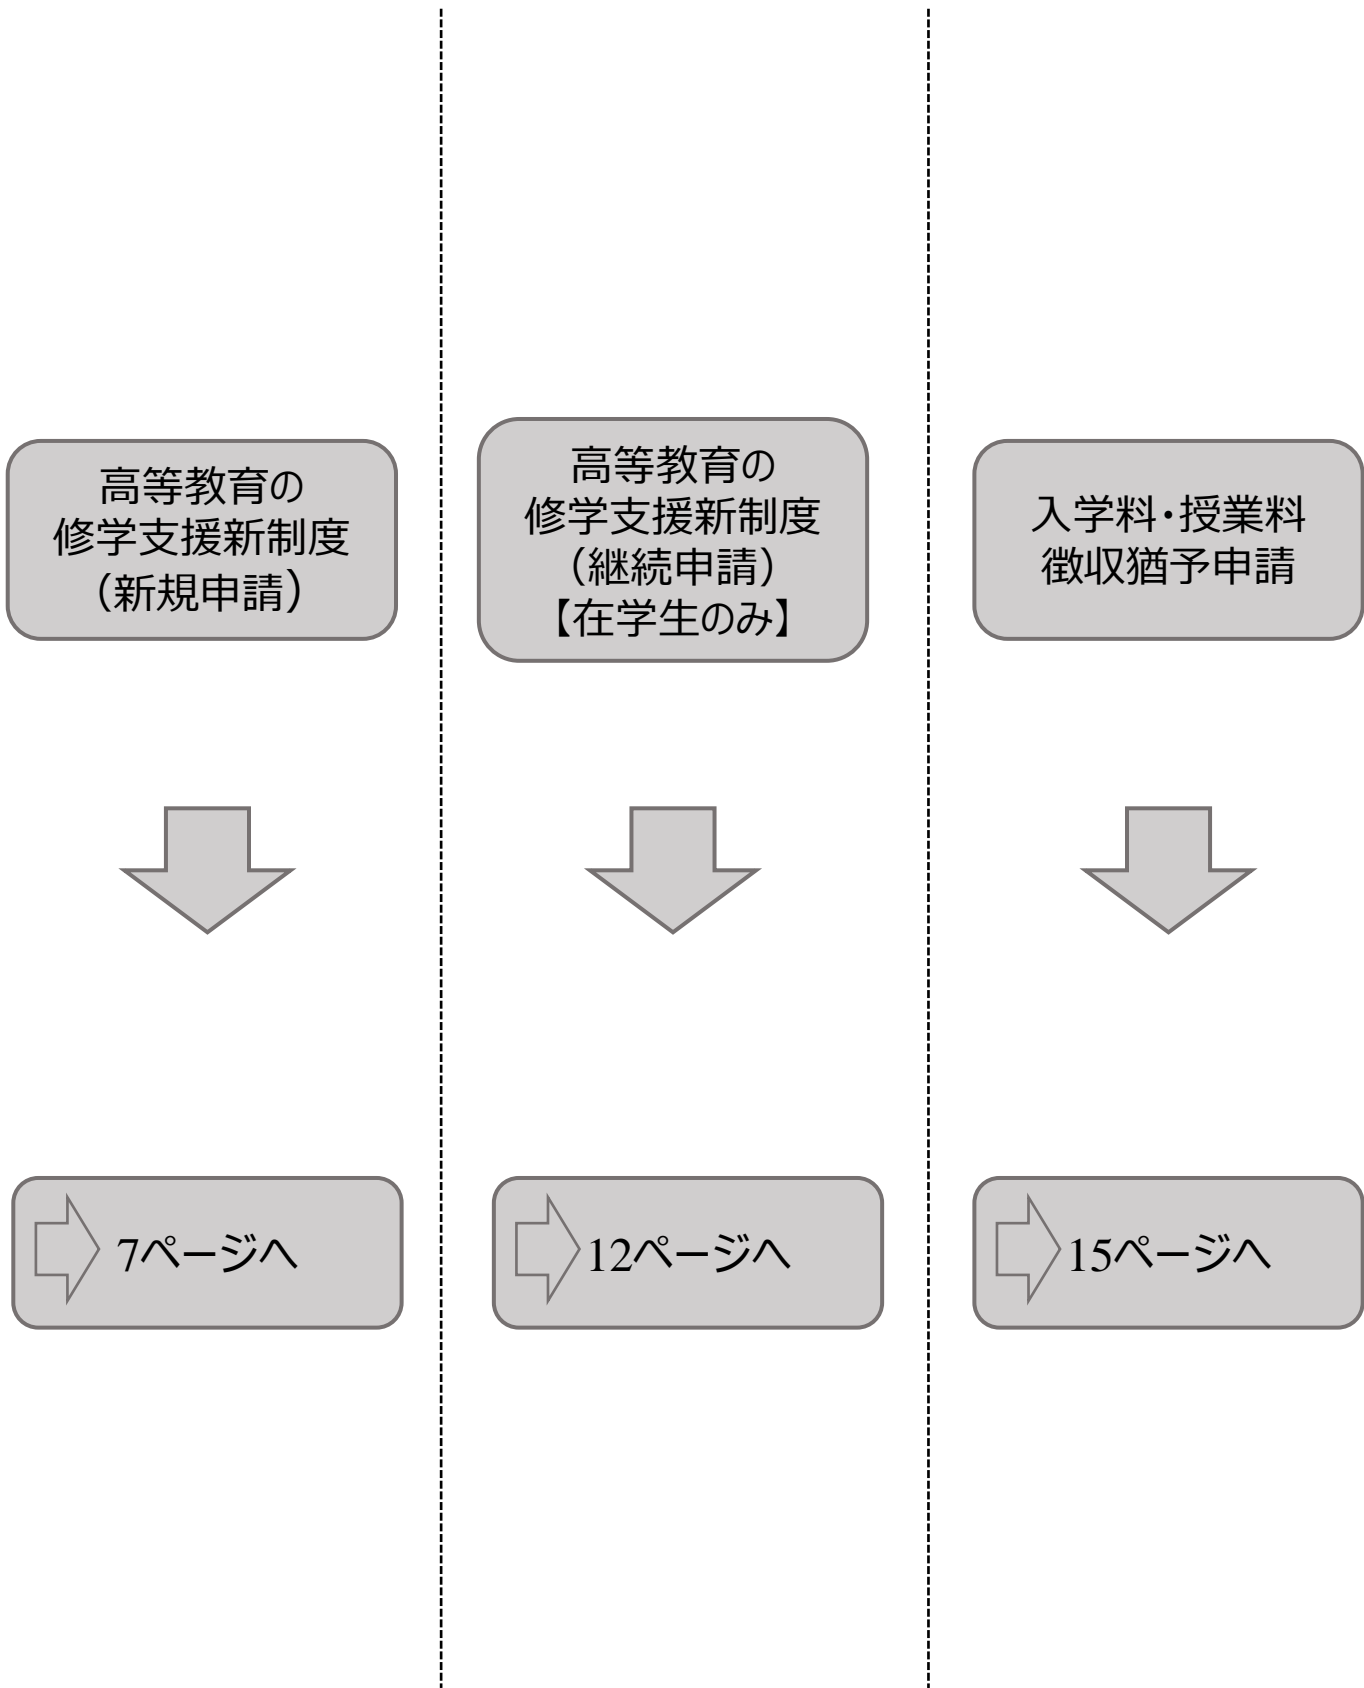 高等教育の
修学支援新制度
（新規申請）
高等教育の
修学支援新制度
（継続申請）
【在学生のみ】
入学料・授業料
徴収猶予申請
7ページへ
12ページへ
15ページへ